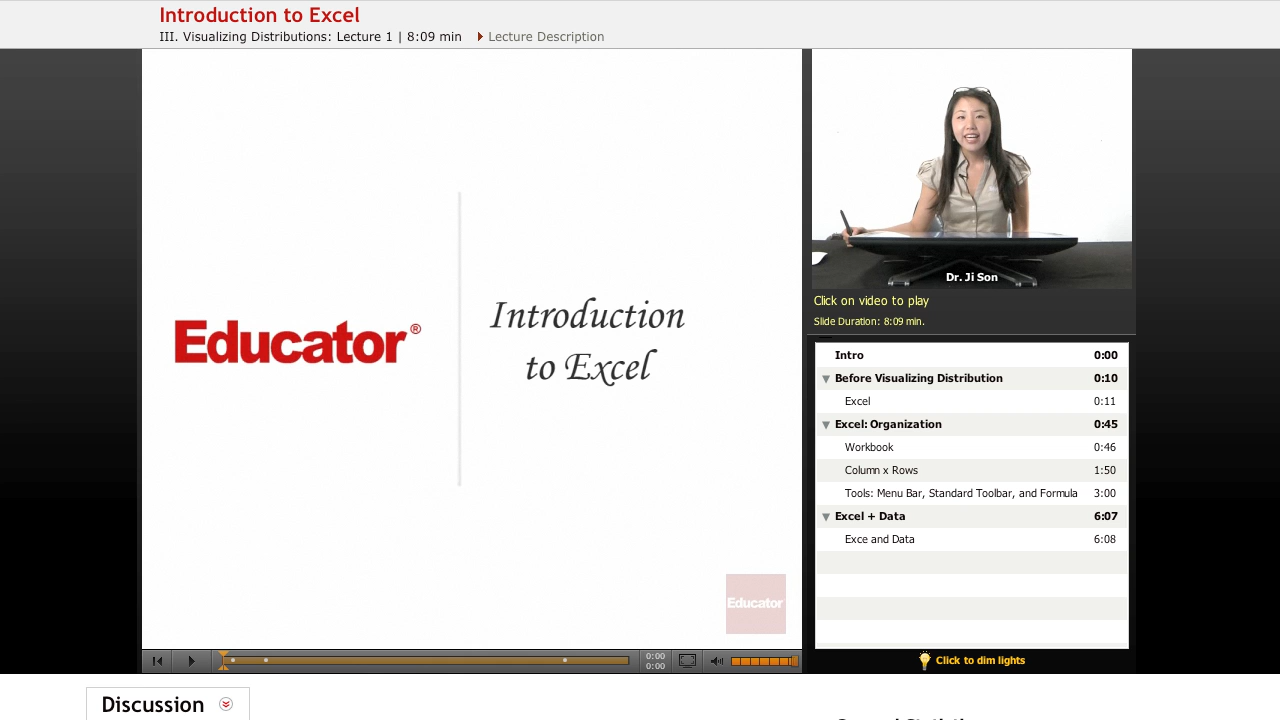 Introduction to Excel
III. Visualizing Distributions: Lecture 1 | 8:09 min Lecture Description
Educator®
Introduction
to Excel
Educator
Dr. Ji Son
Click on video to play
Slide Duration: 8:09 min.
Intro 0:00
Before Visualizing Distribution 0:10
Excel 0:11
Excel: Organization 0:45
Workbook 0:46
Column x Rows 1:50
Tools: Menu Bar, Standard Toolbar, and Formula 3:00
Excel + Data 6:07
Exce and Data 6:08
0:00
0:00
Click to dim lights
Discussion